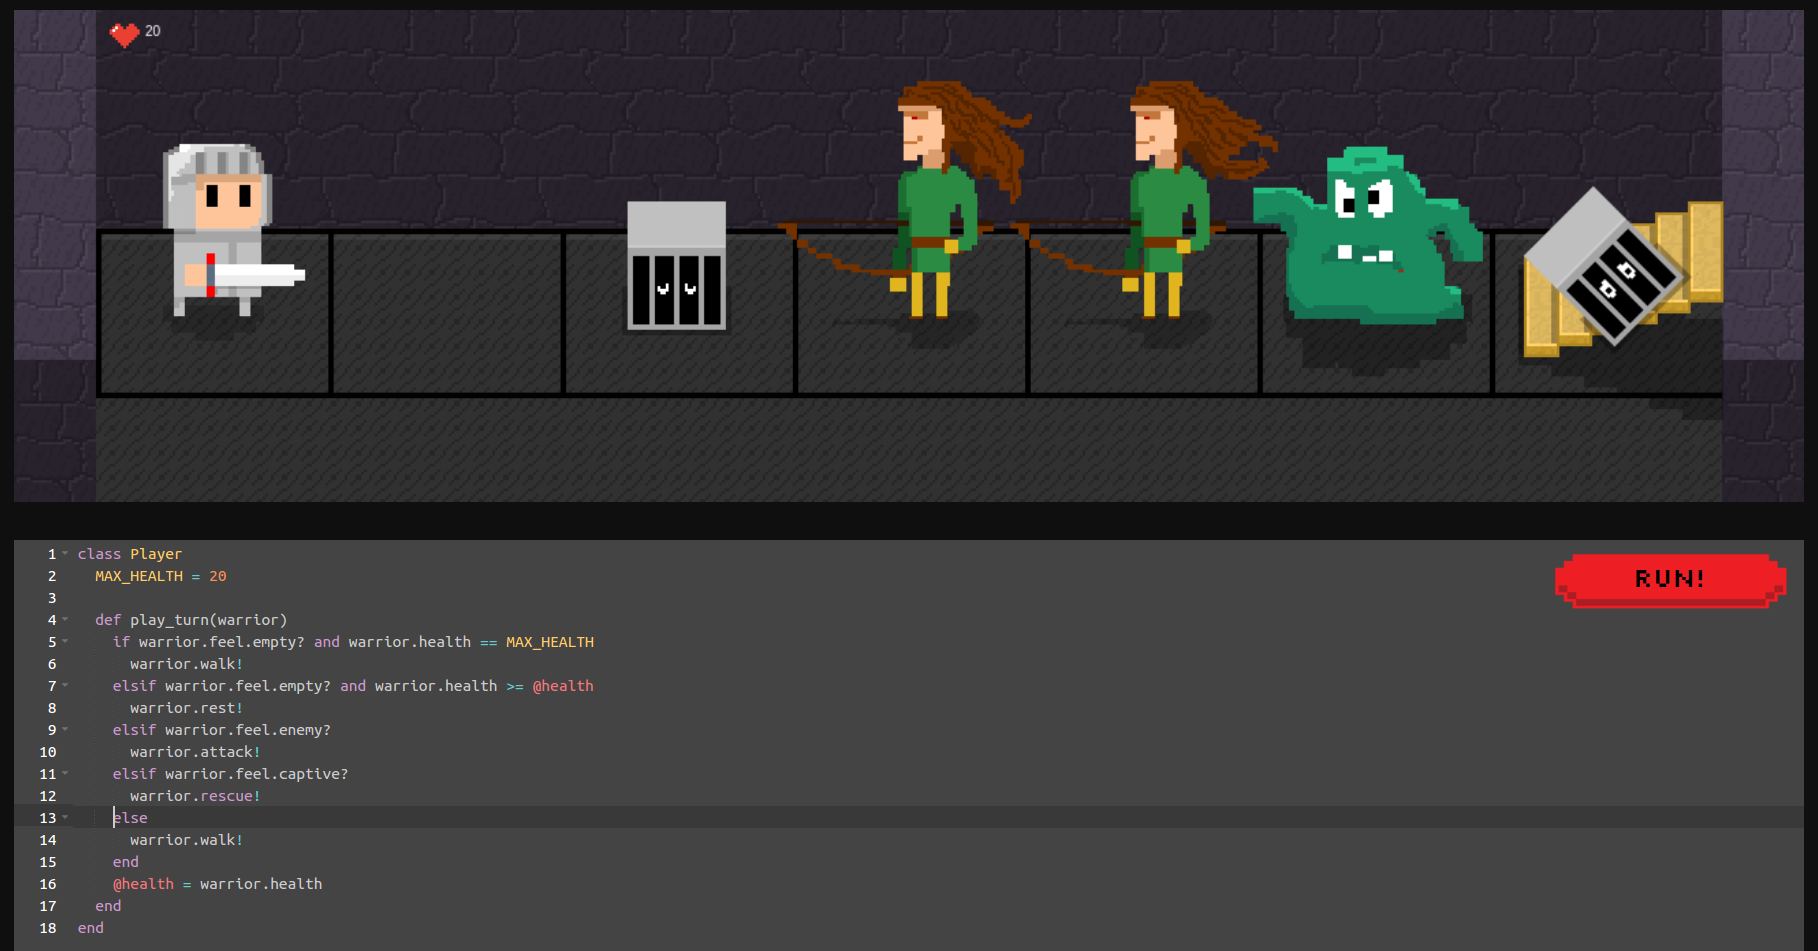 20
RUN!
1 class Player
2 MAX_HEALTH = 20
3
4 def play_turn(warrior)
5 if warrior.feel.empty? and warrior.health == MAX_HEALTH
6 warrior.walk!
7 elsif warrior.feel.empty? and warrior.health >= @health
8 warrior.rest!
9 elsif warrior.feel.enemy?
10 warrior.attack!
11 elsif warrior.feel.captive?
12 warrior.rescue!
13 else
14 warrior.walk!
15 end
16 @health = warrior.health
17 end
18 end